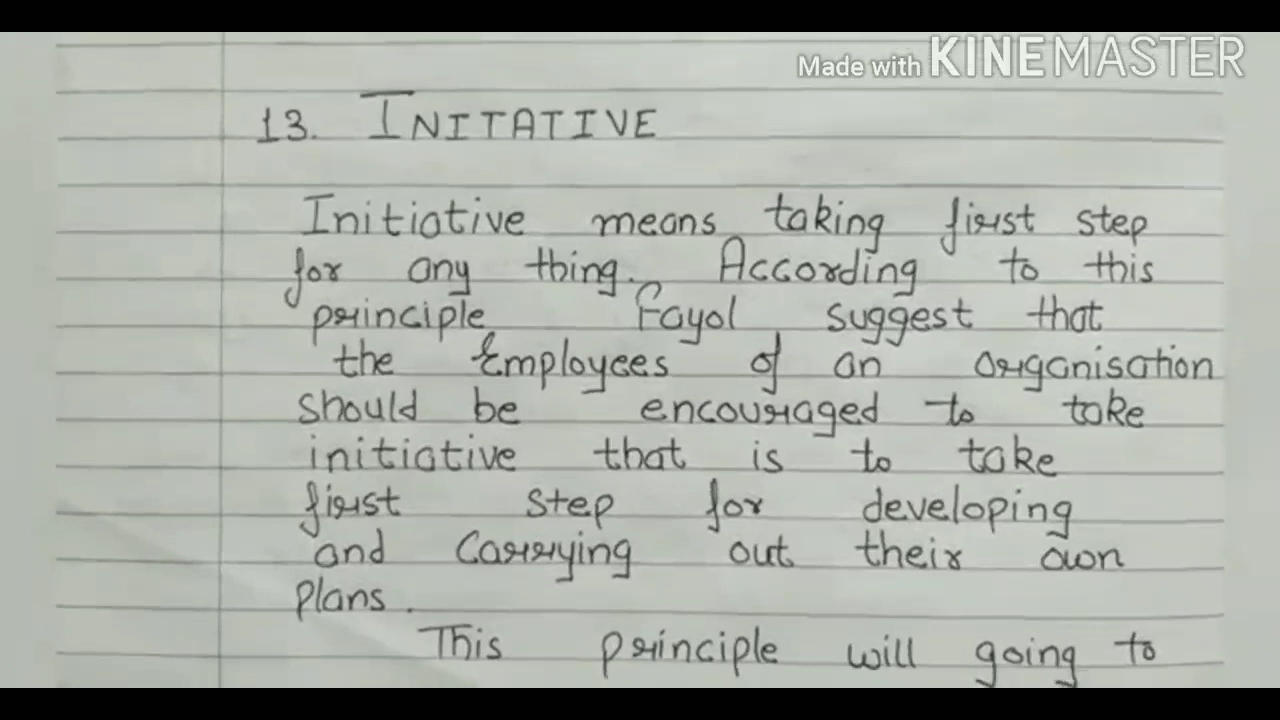 Made with KINEMASTER
13. INITATIVE
Initiative means taking first step
for any thing. According to this
principle Fayol suggest that
the Employees of an organisation
should be encouraged to take
initiative that is to take
first step for developing
and Carrying out their own
plans.
This principle will going to